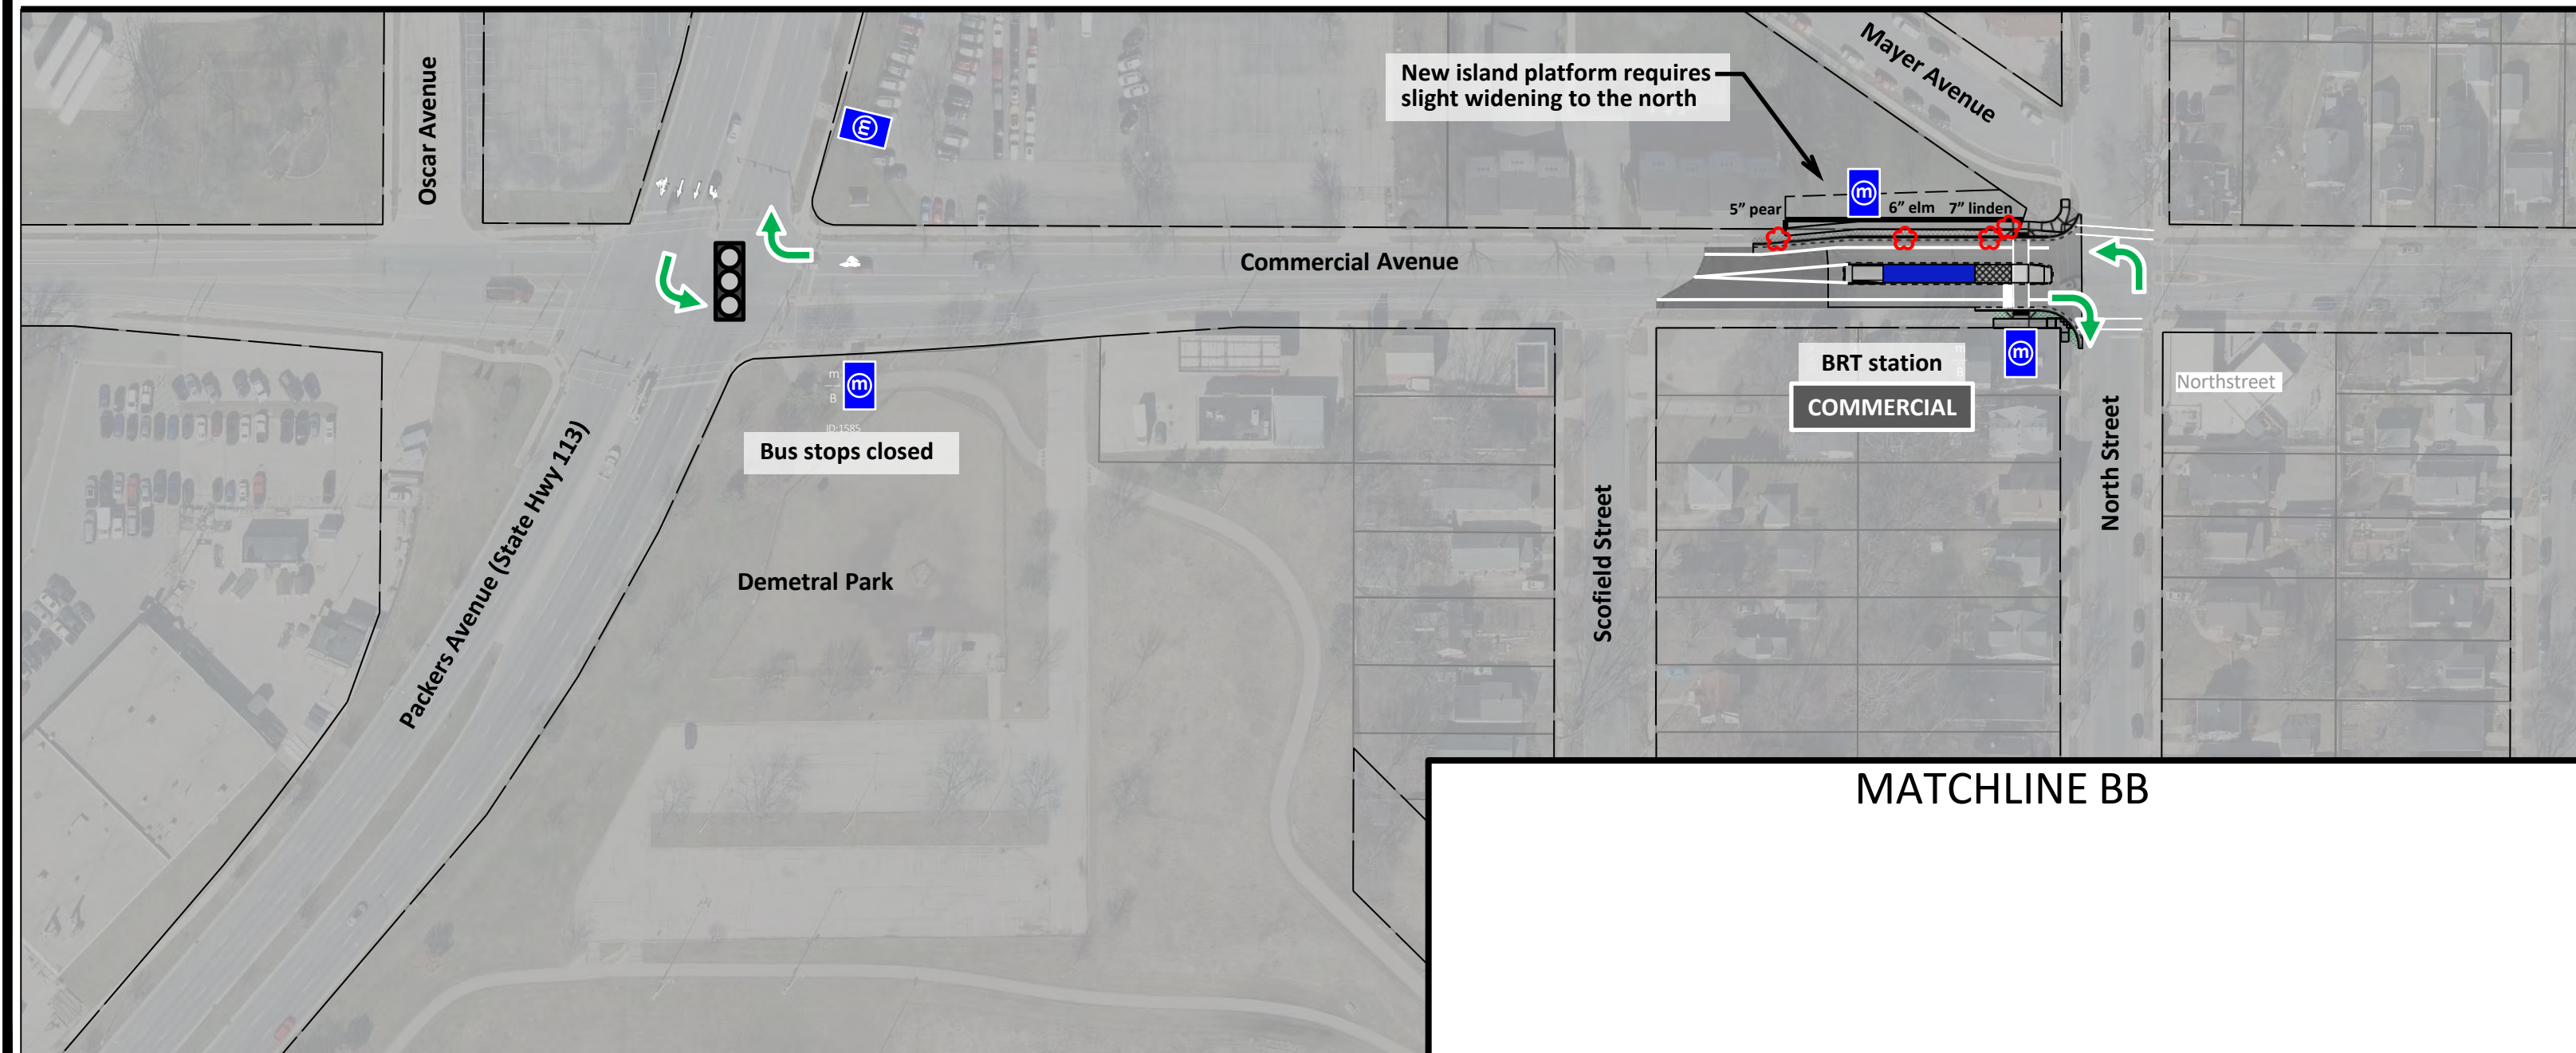 Mayer Avenue
New island platform requires
slight widening to the north
Oscar Avenue
m
m
5” pear
6” elm
7” linden
Commercial Avenue
m
B
m
ID:1585
Bus stops closed
BRT station
m
COMMERCIAL
Northstreet
North Street
Packers Avenue (State Hwy 113)
Demetral Park
Scofield Street
MATCHLINE BB